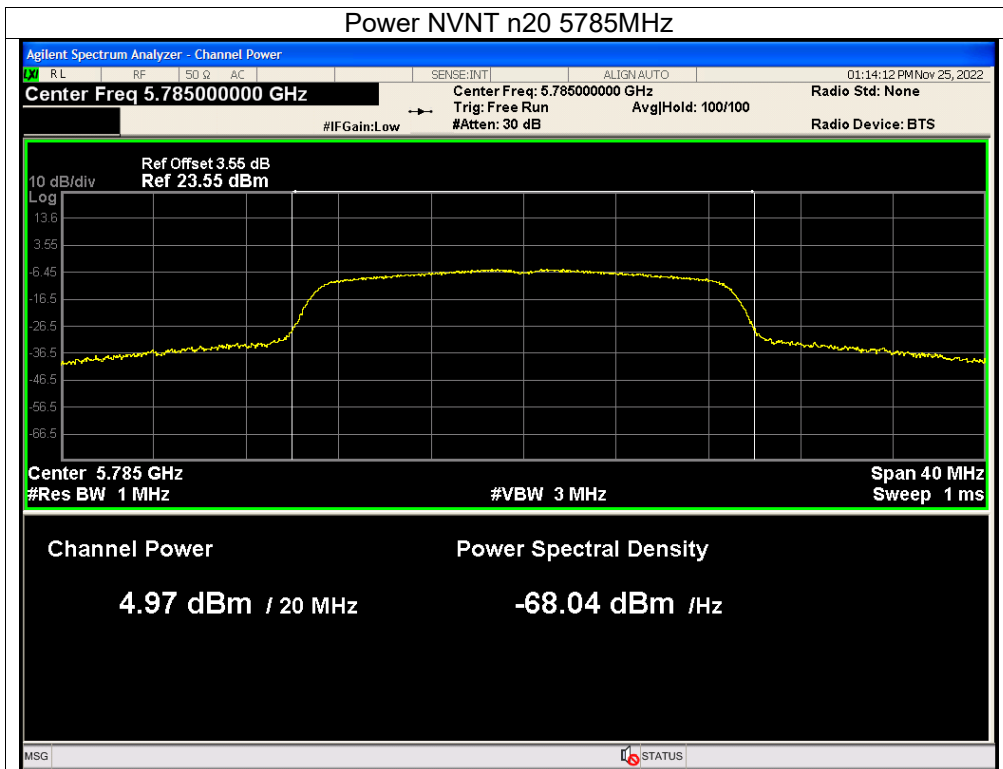 Power NVNT n20 5785MHz
Agilent Spectrum Analyzer - Channel Power
LXI RL RF 50 Ω AC SENSE:INT ALIGN AUTO 01:14:12 PM Nov 25, 2022
Center Freq 5.785000000 GHz Center Freq: 5.785000000 GHz Radio Std: None
Trig: Free Run Avg|Hold: 100/100
#IFGain:Low #Atten: 30 dB Radio Device: BTS
Ref Offset 3.55 dB
10 dB/div Ref 23.55 dBm
Log
13.6
3.55
-6.45
-16.5
-26.5
-36.5
-46.5
-56.5
-66.5
Center 5.785 GHz Span 40 MHz
#Res BW 1 MHz #VBW 3 MHz Sweep 1 ms
Channel Power Power Spectral Density
4.97 dBm / 20 MHz -68.04 dBm /Hz
MSG STATUS